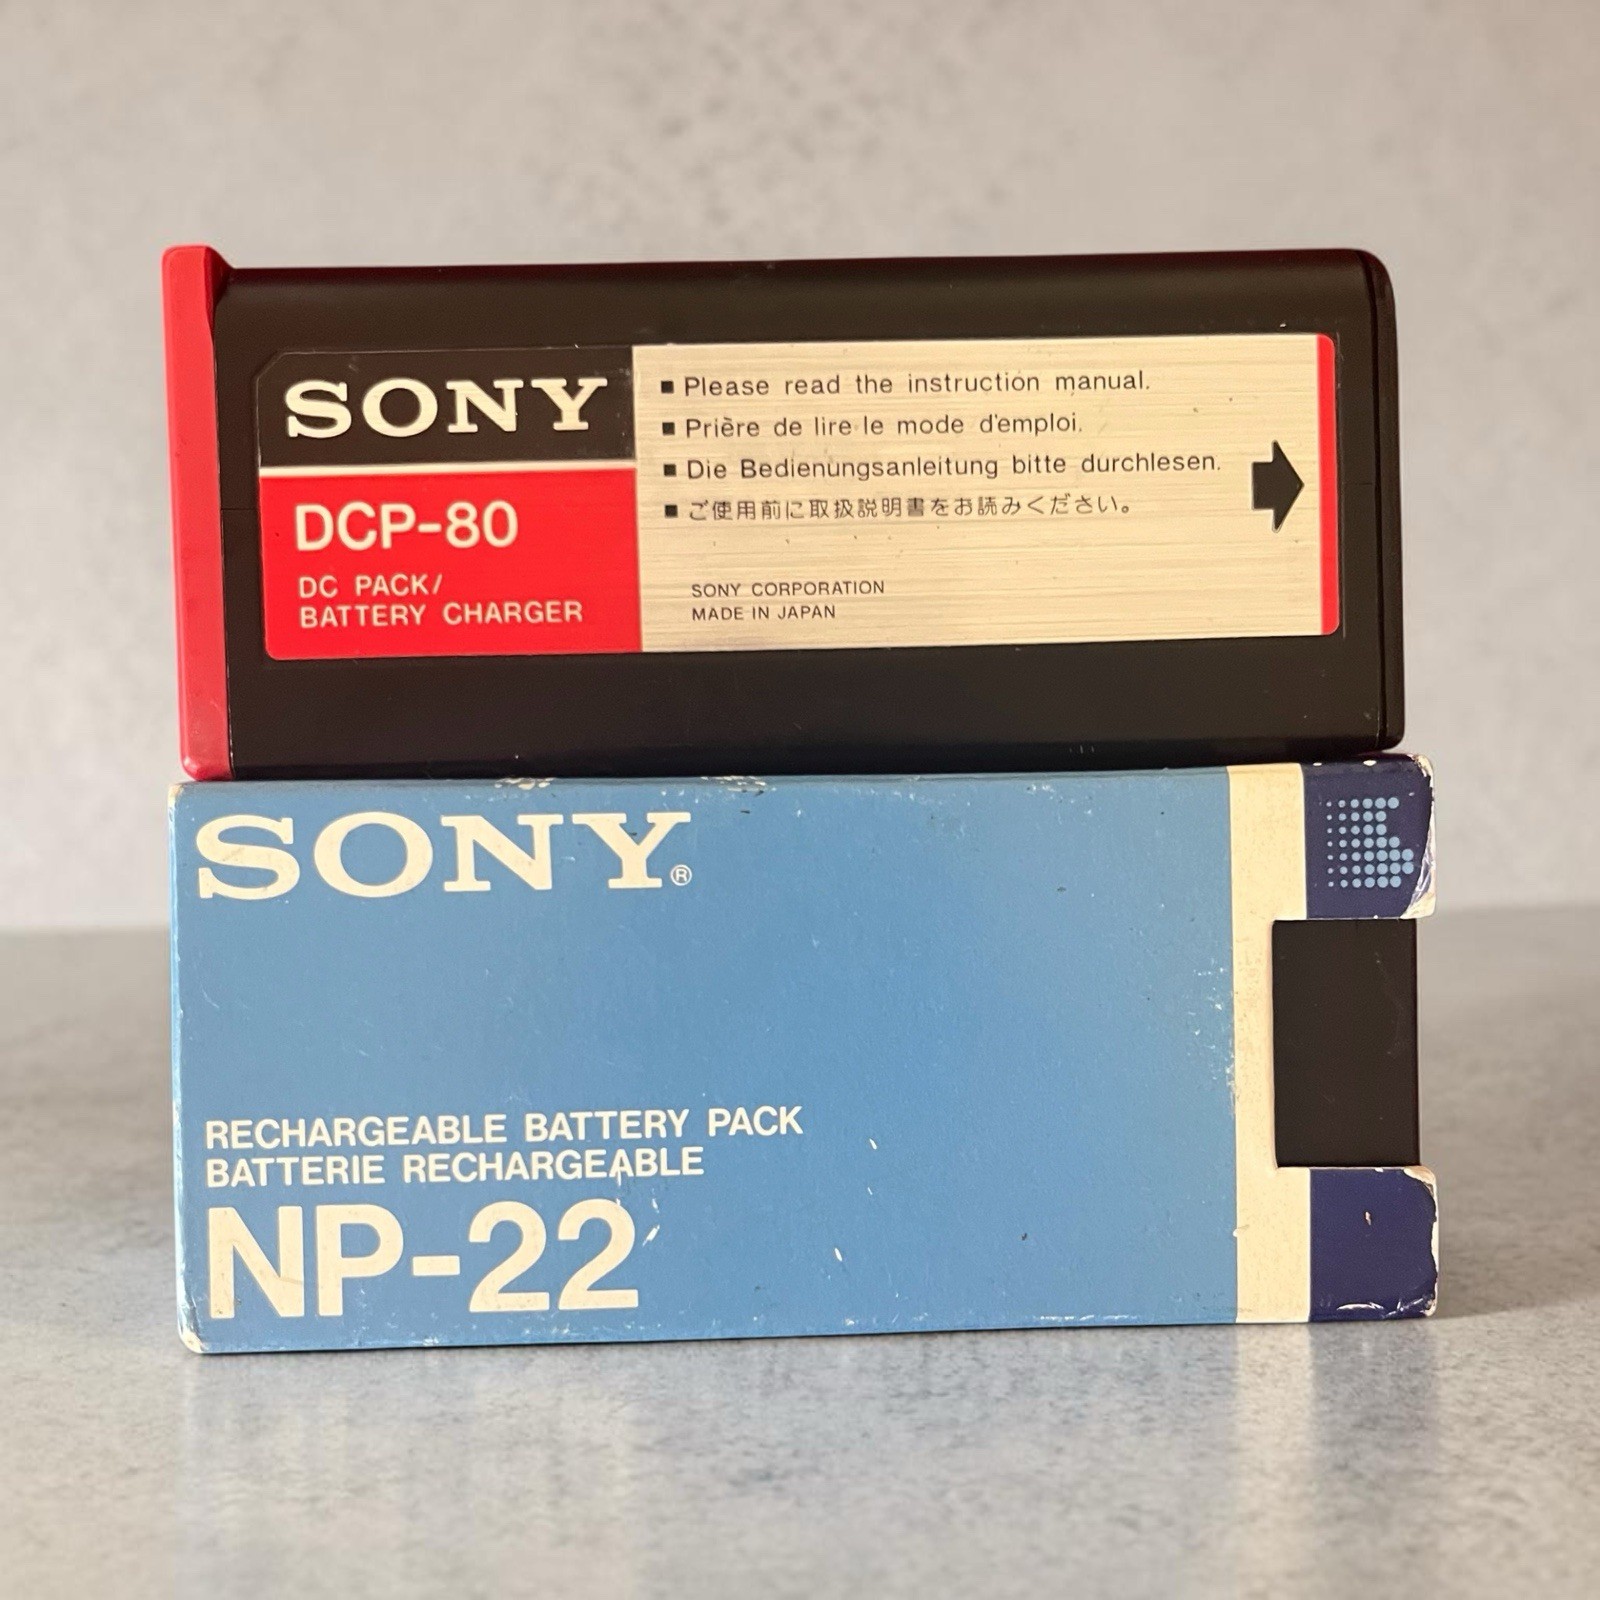 SONY
DCP-80
DC PACK/
BATTERY CHARGER
■ Please read the instruction manual.
■ Prière de lire le mode d'emploi.
■ Die Bedienungsanleitung bitte durchlesen.
■ ご使用前に取扱説明書をお読みください。
SONY CORPORATION
MADE IN JAPAN
SONY®
RECHARGEABLE BATTERY PACK
BATTERIE RECHARGEABLE
NP-22